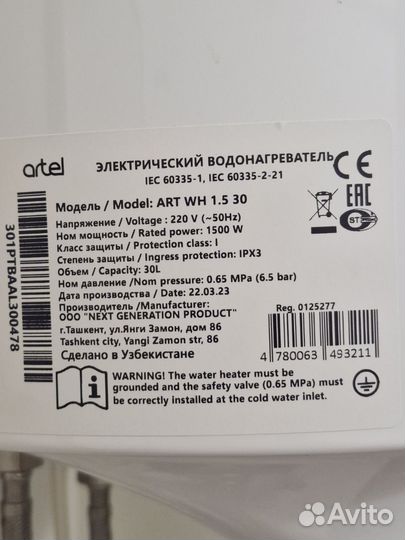 artel
ЭЛЕКТРИЧЕСКИЙ ВОДОНАГРЕВАТЕЛЬ
IEC 60335-1, IEC 60335-2-21
CE
EAC
ST
Модель / Model: ART WH 1.5 30
Напряжение / Voltage : 220 V (~50Hz)
Ном мощность / Rated power: 1500 W
Класс защиты / Protection class: I
Степень защиты / Ingress protection: IPX3
Объем / Capacity: 30L
Ном давление /Nom pressure: 0.65 MPa (6.5 bar)
Дата производства / Date: 22.03.23
Производитель /Manufacturer:
ООО "NEXT GENERATION PRODUCT"
г.Ташкент, ул.Янги Замон, дом 86
Tashkent city, Yangi Zamon str, 86
Сделано в Узбекистане
Reg. 0125277
4 780063 493211
301PTBAAL300478
WARNING! The water heater must be
grounded and the safety valve (0.65 MPa) must
be correctly installed at the cold water inlet.
Avito